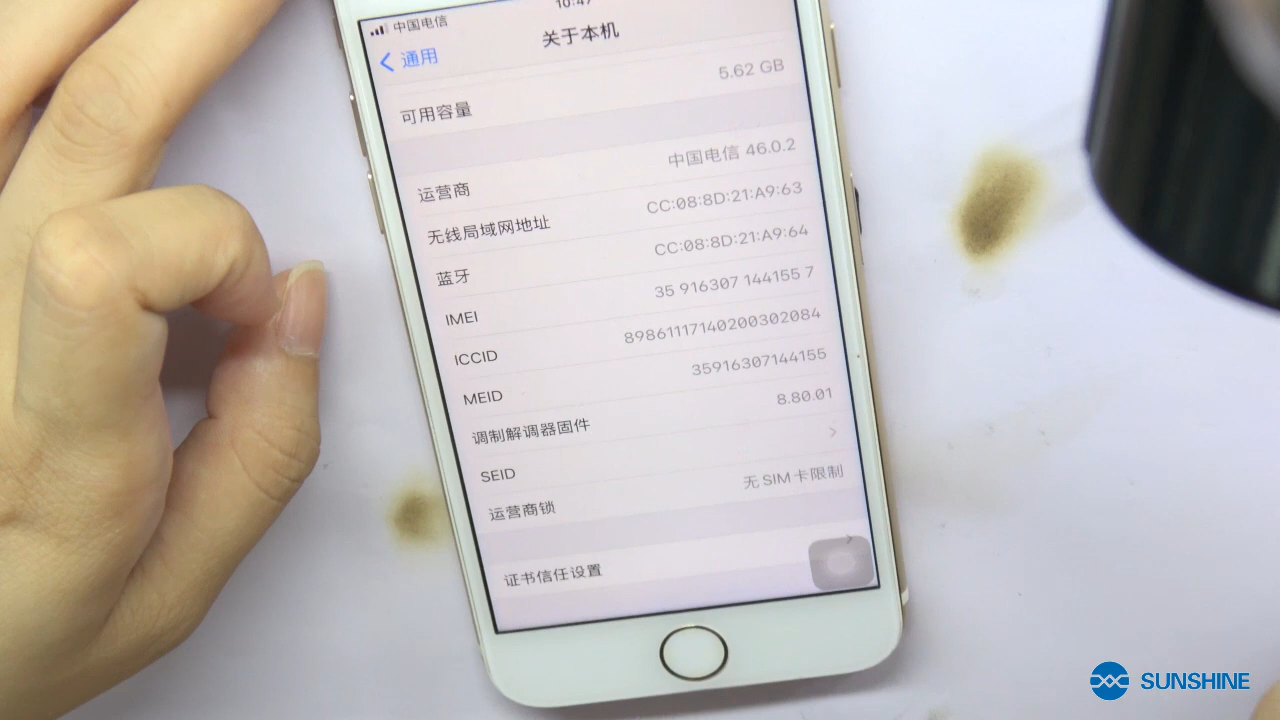 中国电信
10:47
通用
关于本机
可用容量 5.62 GB
运营商 中国电信 46.0.2
无线局域网地址 CC:08:8D:21:A9:63
蓝牙 CC:08:8D:21:A9:64
IMEI 35 916307 144155 7
ICCID 89861117140200302084
MEID 35916307144155
调制解调器固件 8.80.01
SEID
运营商锁 无 SIM 卡限制
证书信任设置
SUNSHINE